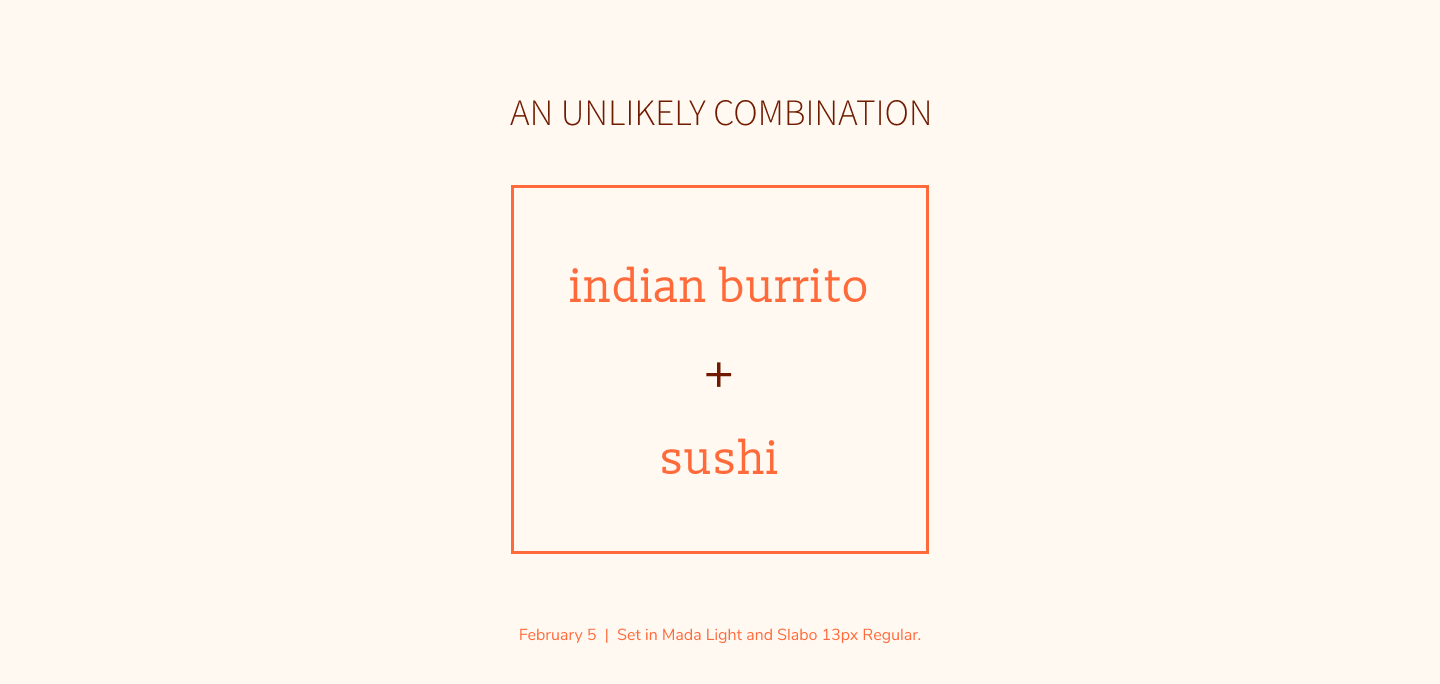 AN UNLIKELY COMBINATION
indian burrito
+
sushi
February 5 | Set in Mada Light and Slabo 13px Regular.